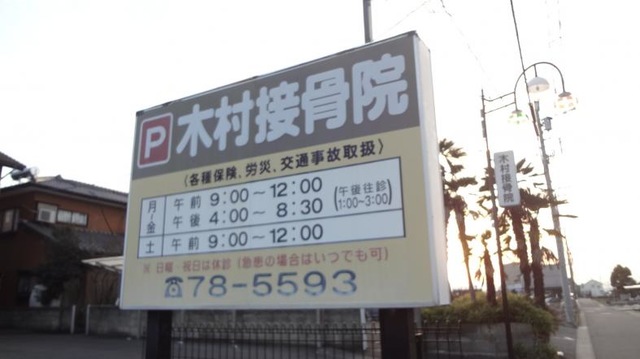 P 木村接骨院
〈各種保険、労災、交通事故取扱〉
月〜金 午前 9:00〜12:00
午後 4:00〜8:30 (午後往診 1:00〜3:00)
土 午前 9:00〜12:00
※ 日曜・祝日は休診（急患の場合はいつでも可）
☎78-5593
木村接骨院